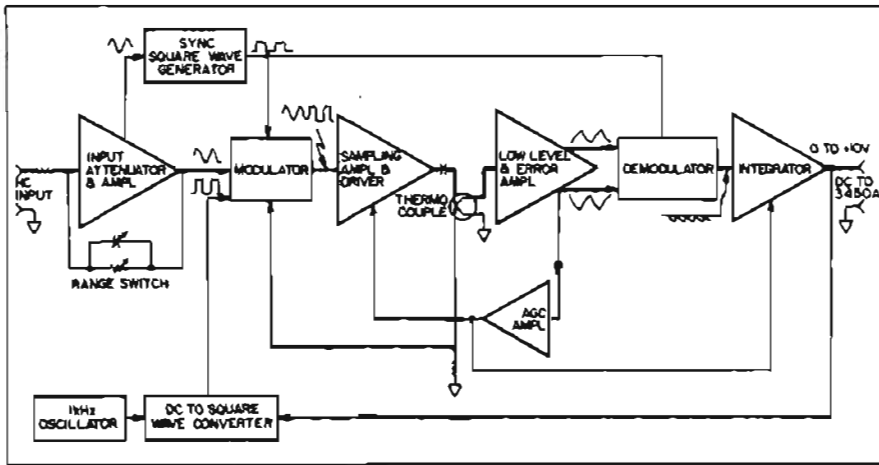 SYNC
SQUARE WAVE
GENERATOR
INPUT
ATTENUATOR
& AMPL
INPUT
MODULATOR
SAMPLING
AMPL &
DRIVER
THERMO
COUPLE
LOW LEVEL
& ERROR
AMPL
DEMODULATOR
INTEGRATOR
0 TO +10V
DC TO
3450A
RANGE SWITCH
AGC
AMPL
1kHz
OSCILLATOR
DC TO SQUARE
WAVE CONVERTER